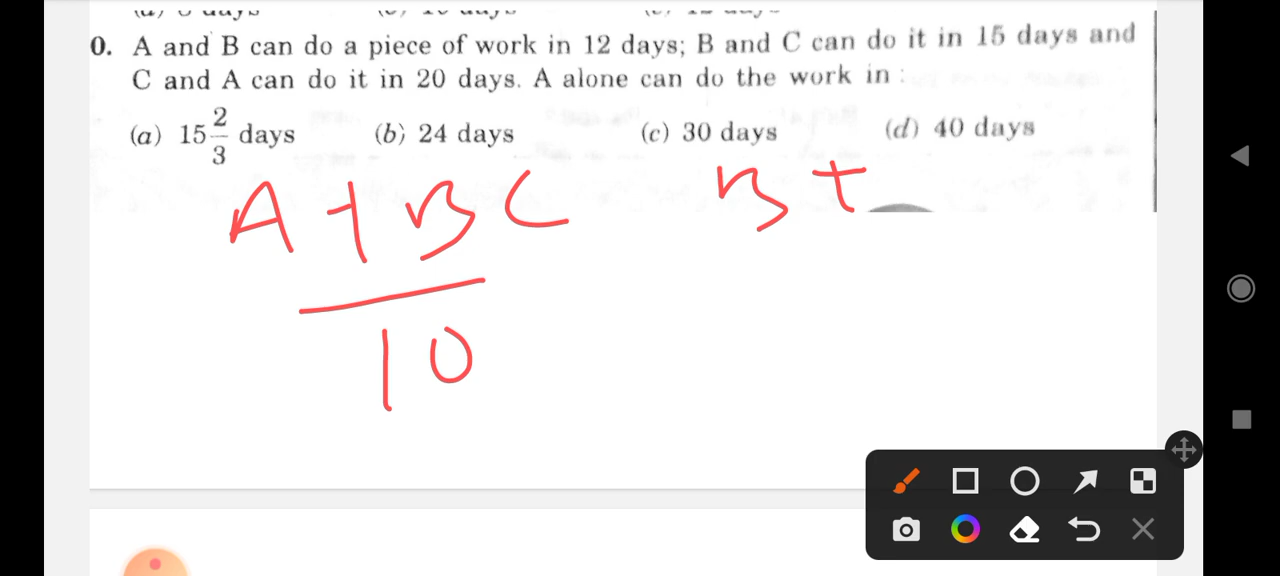 0. A and B can do a piece of work in 12 days; B and C can do it in 15 days and
C and A can do it in 20 days. A alone can do the work in :
(a) 15 2/3 days (b) 24 days (c) 30 days (d) 40 days
A + B C B +
10